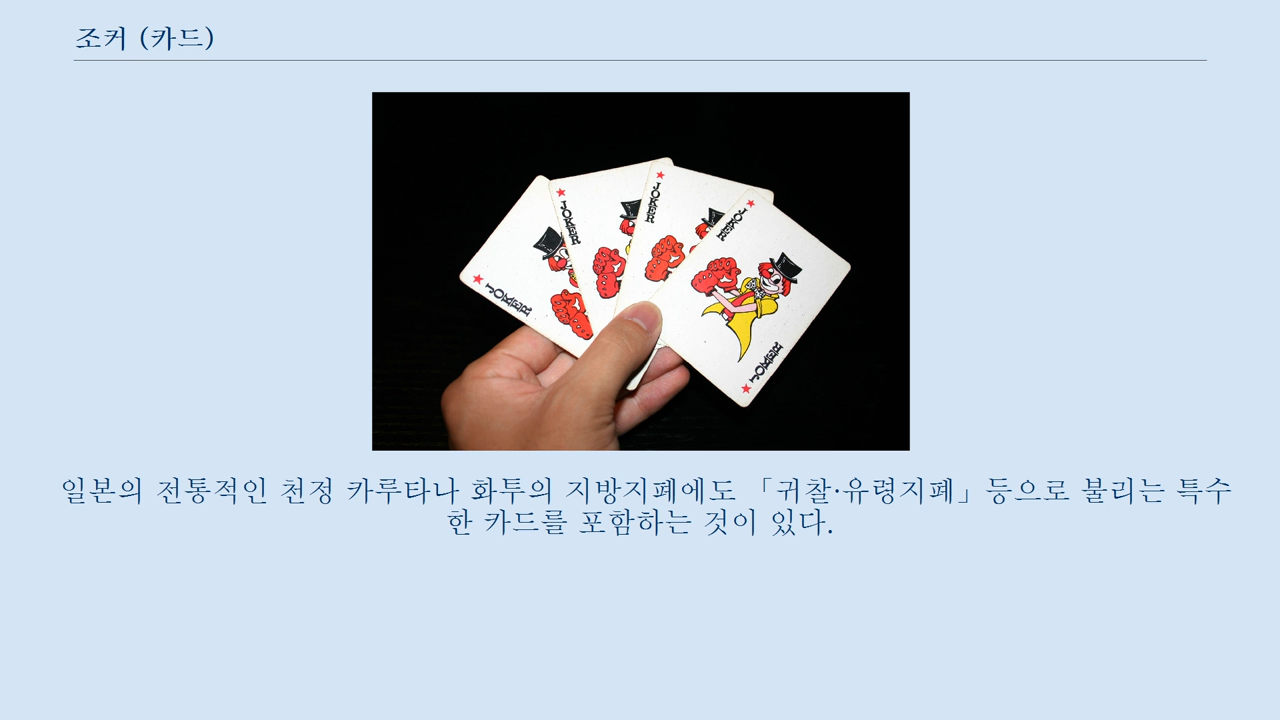 조커 (카드)
JOKER
JOKER
JOKER
JOKER
JOKER
일본의 전통적인 천정 카루타나 화투의 지방지폐에도 「귀찰·유령지폐」 등으로 불리는 특수
한 카드를 포함하는 것이 있다.